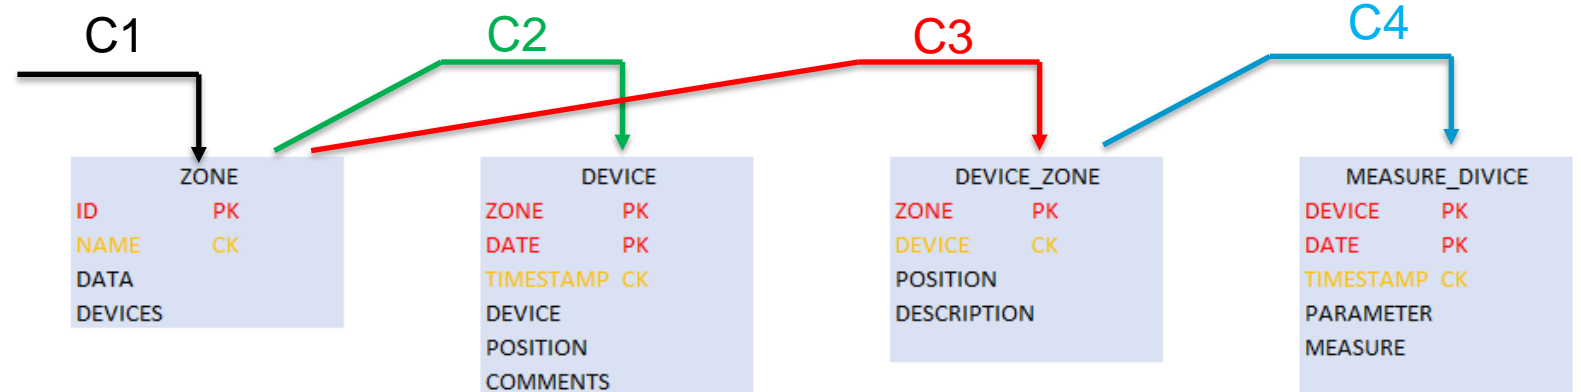 C1
C2
C3
C4
ZONE
ID PK
NAME CK
DATA
DEVICES
DEVICE
ZONE PK
DATE PK
TIMESTAMP CK
DEVICE
POSITION
COMMENTS
DEVICE_ZONE
ZONE PK
DEVICE CK
POSITION
DESCRIPTION
MEASURE_DIVICE
DEVICE PK
DATE PK
TIMESTAMP CK
PARAMETER
MEASURE